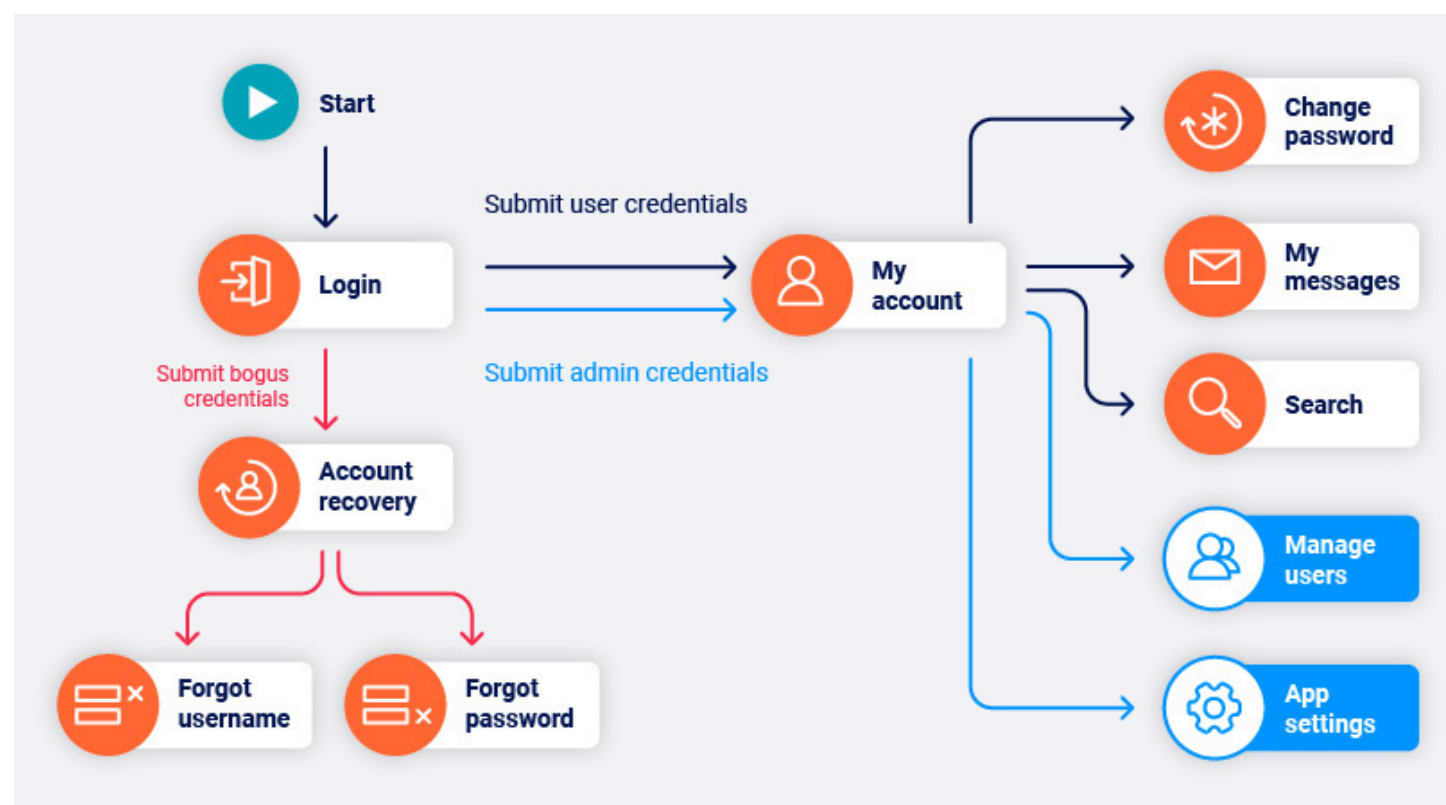 Start
Submit user credentials
Login
My
account
Submit admin credentials
Submit bogus
credentials
Account
recovery
Forgot
username
Forgot
password
Change
password
My
messages
Search
Manage
users
App
settings